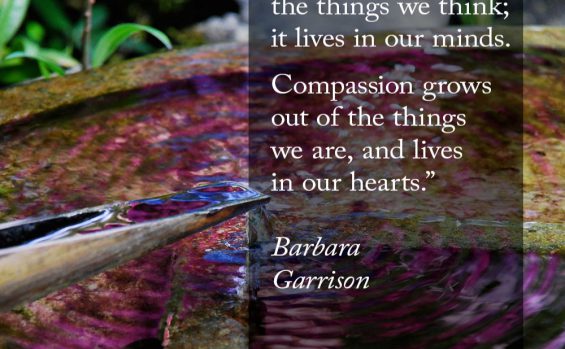 the things we think;
it lives in our minds.
Compassion grows
out of the things
we are, and lives
in our hearts.”
Barbara
Garrison